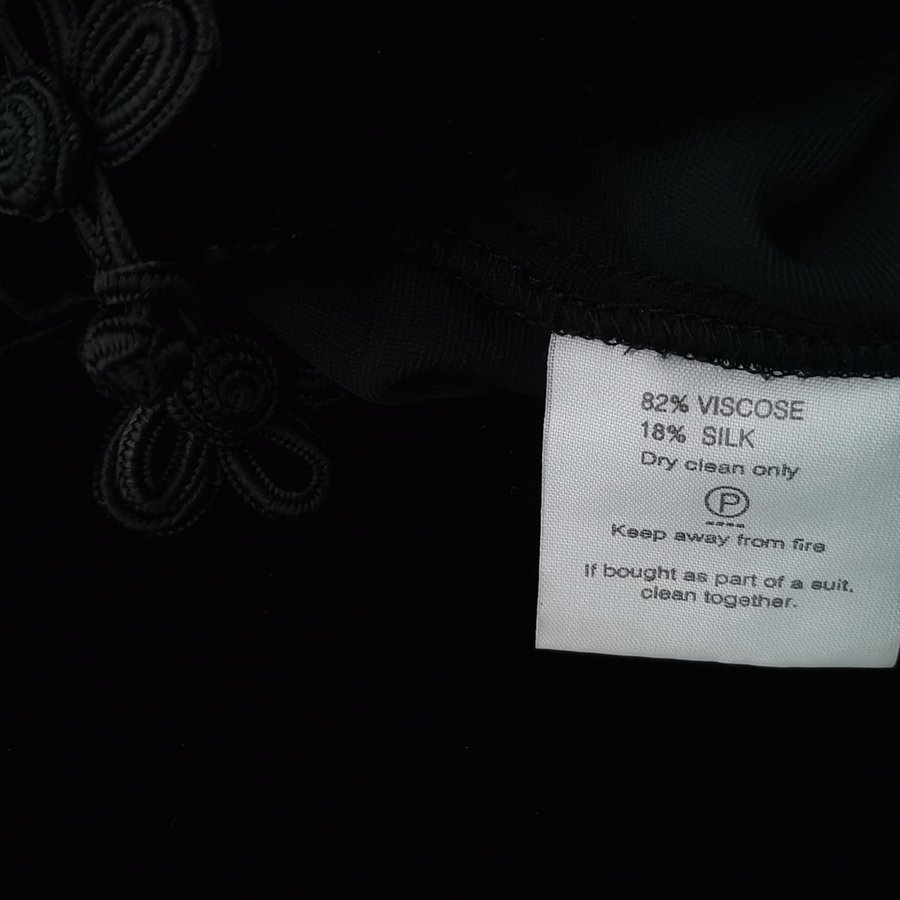 82% VISCOSE
18% SILK
Dry clean only
P
Keep away from fire
If bought as part of a suit,
clean together.